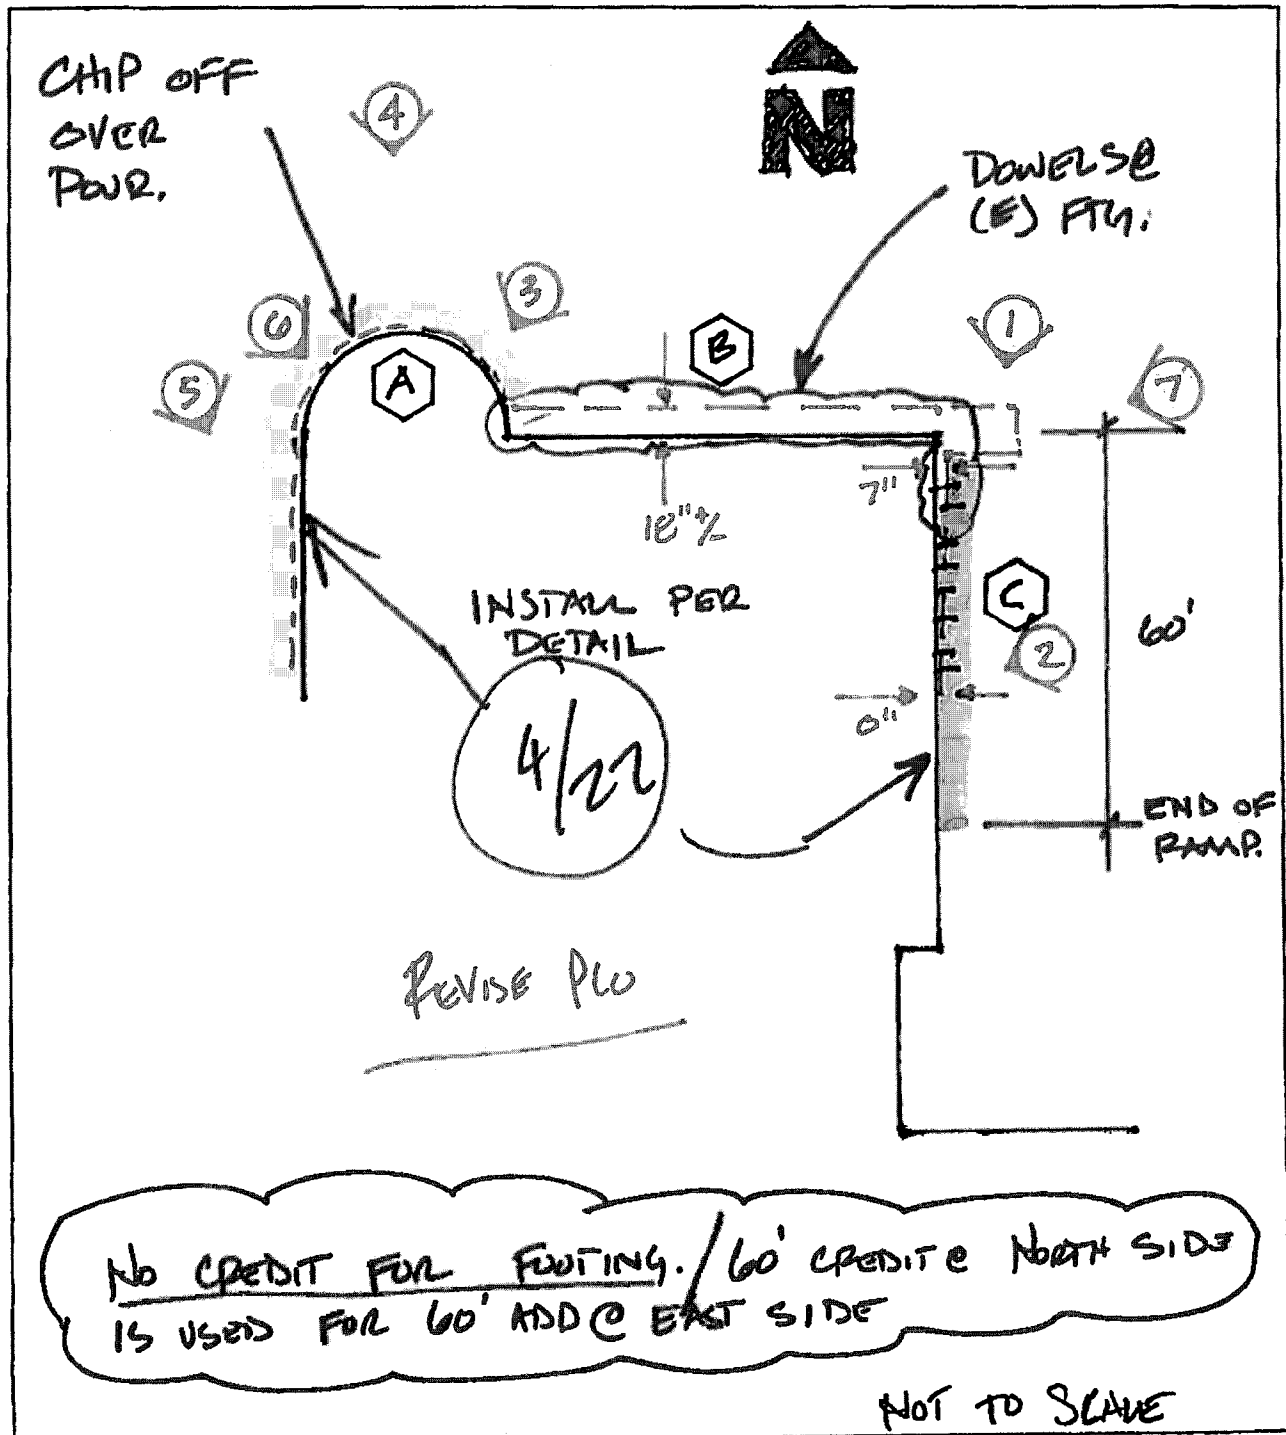 CHIP OFF
OVER
POUR.
4
N
DOWELS @
(E) FTG.
3
6
5
A
B
1
7
7"
18" +/-
C
2
60'
INSTALL PER
DETAIL
4/22
0"
END OF
RAMP.
REVISE
NO CREDIT FOR FOOTING. / 60' CREDIT @ NORTH SIDE
IS USED FOR 60' ADD @ EAST SIDE
NOT TO SCALE